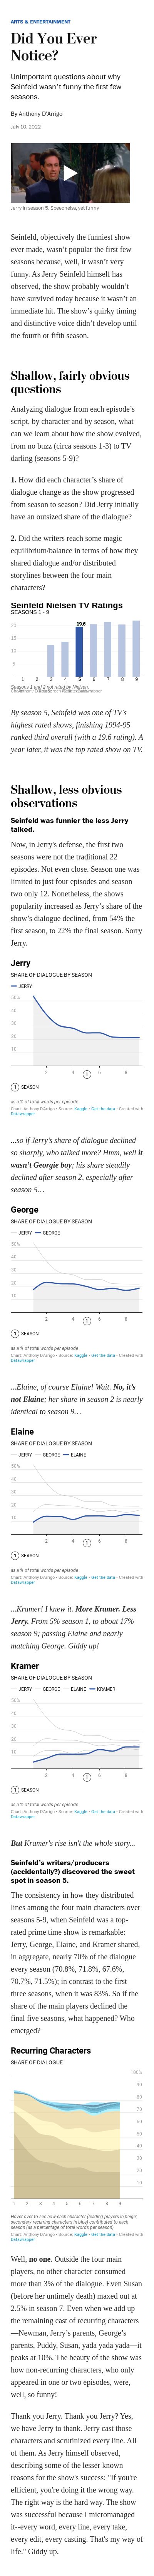 ARTS & ENTERTAINMENT
Did You Ever
Notice?
Unimportant questions about why
Seinfeld wasn't funny the first few
seasons.
By Anthony D'Arrigo
July 10, 2022
Jerry in season 5. Speechless, yet funny
Seinfeld, objectively the funniest show
ever made, wasn't popular the first few
seasons because, well, it wasn't very
funny. As Jerry Seinfeld himself has
observed, the show probably wouldn't
have survived today because it wasn't an
immediate hit. The show's quirky timing
and distinctive voice didn't develop until
the fourth or fifth season.
Shallow, fairly obvious
questions
Analyzing dialogue from each episode's
script, by character and by season, what
can we learn about how the show evolved,
from no buzz (circa seasons 1-3) to TV
darling (seasons 5-9)?
1. How did each character's share of
dialogue change as the show progressed
from season to season? Did Jerry initially
have an outsized share of the dialogue?
2. Did the writers reach some magic
equilibrium/balance in terms of how they
shared dialogue and/or distributed
storylines between the four main
characters?
Seinfeld Nielsen TV Ratings
SEASONS 1 - 9
20
15
10
5
19.6
1 2 3 4 5 6 7 8 9
Seasons 1 and 2 not rated by Nielsen.
By season 5, Seinfeld was one of TV's
highest rated shows, finishing 1994-95
ranked third overall (with a 19.6 rating). A
year later, it was the top rated show on TV.
Shallow, less obvious
observations
Seinfeld was funnier the less Jerry
talked.
Now, in Jerry's defense, the first two
seasons were not the traditional 22
episodes. Not even close. Season one was
limited to just four episodes and season
two only 12. Nonetheless, the shows
popularity increased as Jerry's share of the
show's dialogue declined, from 54% the
first season, to 22% the final season. Sorry
Jerry.
Jerry
SHARE OF DIALOGUE BY SEASON
JERRY
50%
40
30
20
10
2 4 6 8
1 SEASON
as a % of total words per episode
Chart: Anthony D'Arrigo • Source: Kaggle • Get the data • Created with
Datawrapper
...so if Jerry's share of dialogue declined
so sharply, who talked more? Hmm, well it
wasn't Georgie boy; his share steadily
declined after season 2, especially after
season 5…
George
SHARE OF DIALOGUE BY SEASON
JERRY GEORGE
50%
40
30
20
10
2 4 6 8
1 SEASON
as a % of total words per episode
Chart: Anthony D'Arrigo • Source: Kaggle • Get the data • Created with
Datawrapper
...Elaine, of course Elaine! Wait. No, it's
not Elaine; her share in season 2 is nearly
identical to season 9…
Elaine
SHARE OF DIALOGUE BY SEASON
JERRY GEORGE ELAINE
50%
40
30
20
10
2 4 6 8
1 SEASON
as a % of total words per episode
Chart: Anthony D'Arrigo • Source: Kaggle • Get the data • Created with
Datawrapper
...Kramer! I knew it. More Kramer. Less
Jerry. From 5% season 1, to about 17%
season 9; passing Elaine and nearly
matching George. Giddy up!
Kramer
SHARE OF DIALOGUE BY SEASON
JERRY GEORGE ELAINE KRAMER
50%
40
30
20
10
2 4 6 8
1 SEASON
as a % of total words per episode
Chart: Anthony D'Arrigo • Source: Kaggle • Get the data • Created with
Datawrapper
But Kramer's rise isn't the whole story...
Seinfeld's writers/producers
(accidentally?) discovered the sweet
spot in season 5.
The consistency in how they distributed
lines among the four main characters over
seasons 5-9, when Seinfeld was a top-
rated prime time show is remarkable:
Jerry, George, Elaine, and Kramer shared,
in aggregate, nearly 70% of the dialogue
every season (70.8%, 71.8%, 67.6%,
70.7%, 71.5%); in contrast to the first
three seasons, when it was 83%. So if the
share of the main players declined the
final five seasons, what happened? Who
emerged?
Recurring Characters
SHARE OF DIALOGUE
100%
90
80
70
60
50
40
30
20
10
1 2 3 4 5 6 7 8 9
Hover over to see how each character (leading players in beige;
secondary recurring players in blue) contributed to each
season (as a percentage of total words per season)
Chart: Anthony D'Arrigo • Source: Kaggle • Get the data • Created with
Datawrapper
Well, no one. Outside the four main
players, no other character consumed
more than 3% of the dialogue. Even Susan
(before her untimely death) maxed out at
2.5% in season 7. Even when we add up
the remaining cast of recurring characters
—Newman, Jerry's parents, George's
parents, Puddy, Susan, yada yada yada—it
peaks at 10%. The beauty of the show was
how non-recurring characters, who only
appeared in one or two episodes, were,
well, so funny!
Thank you Jerry. Thank you Jerry? Yes,
we have Jerry to thank. Jerry cast those
characters and scrutinized every line. All
of them. As Jerry himself observed,
describing some of the lesser known
reasons for the show's success: "If you're
efficient, you're doing it the wrong way.
The right way is the hard way. The show
was successful because I micromanaged
it—every word, every line, every take,
every edit, every casting. That's my way of
life." Giddy up.